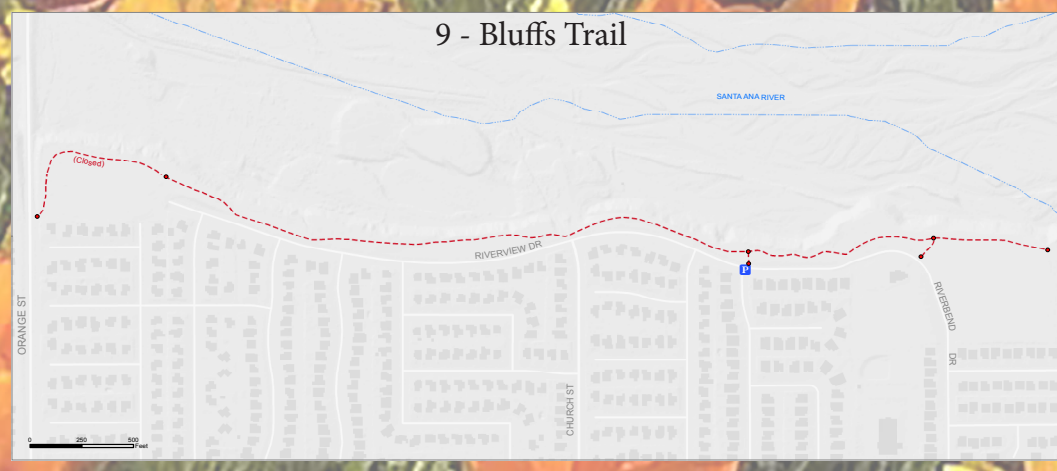 9 - Bluffs Trail
SANTA ANA RIVER
(Closed)
RIVERVIEW DR
P
RIVERBEND
DR
ORANGE ST
CHURCH ST
0 250 500
Feet